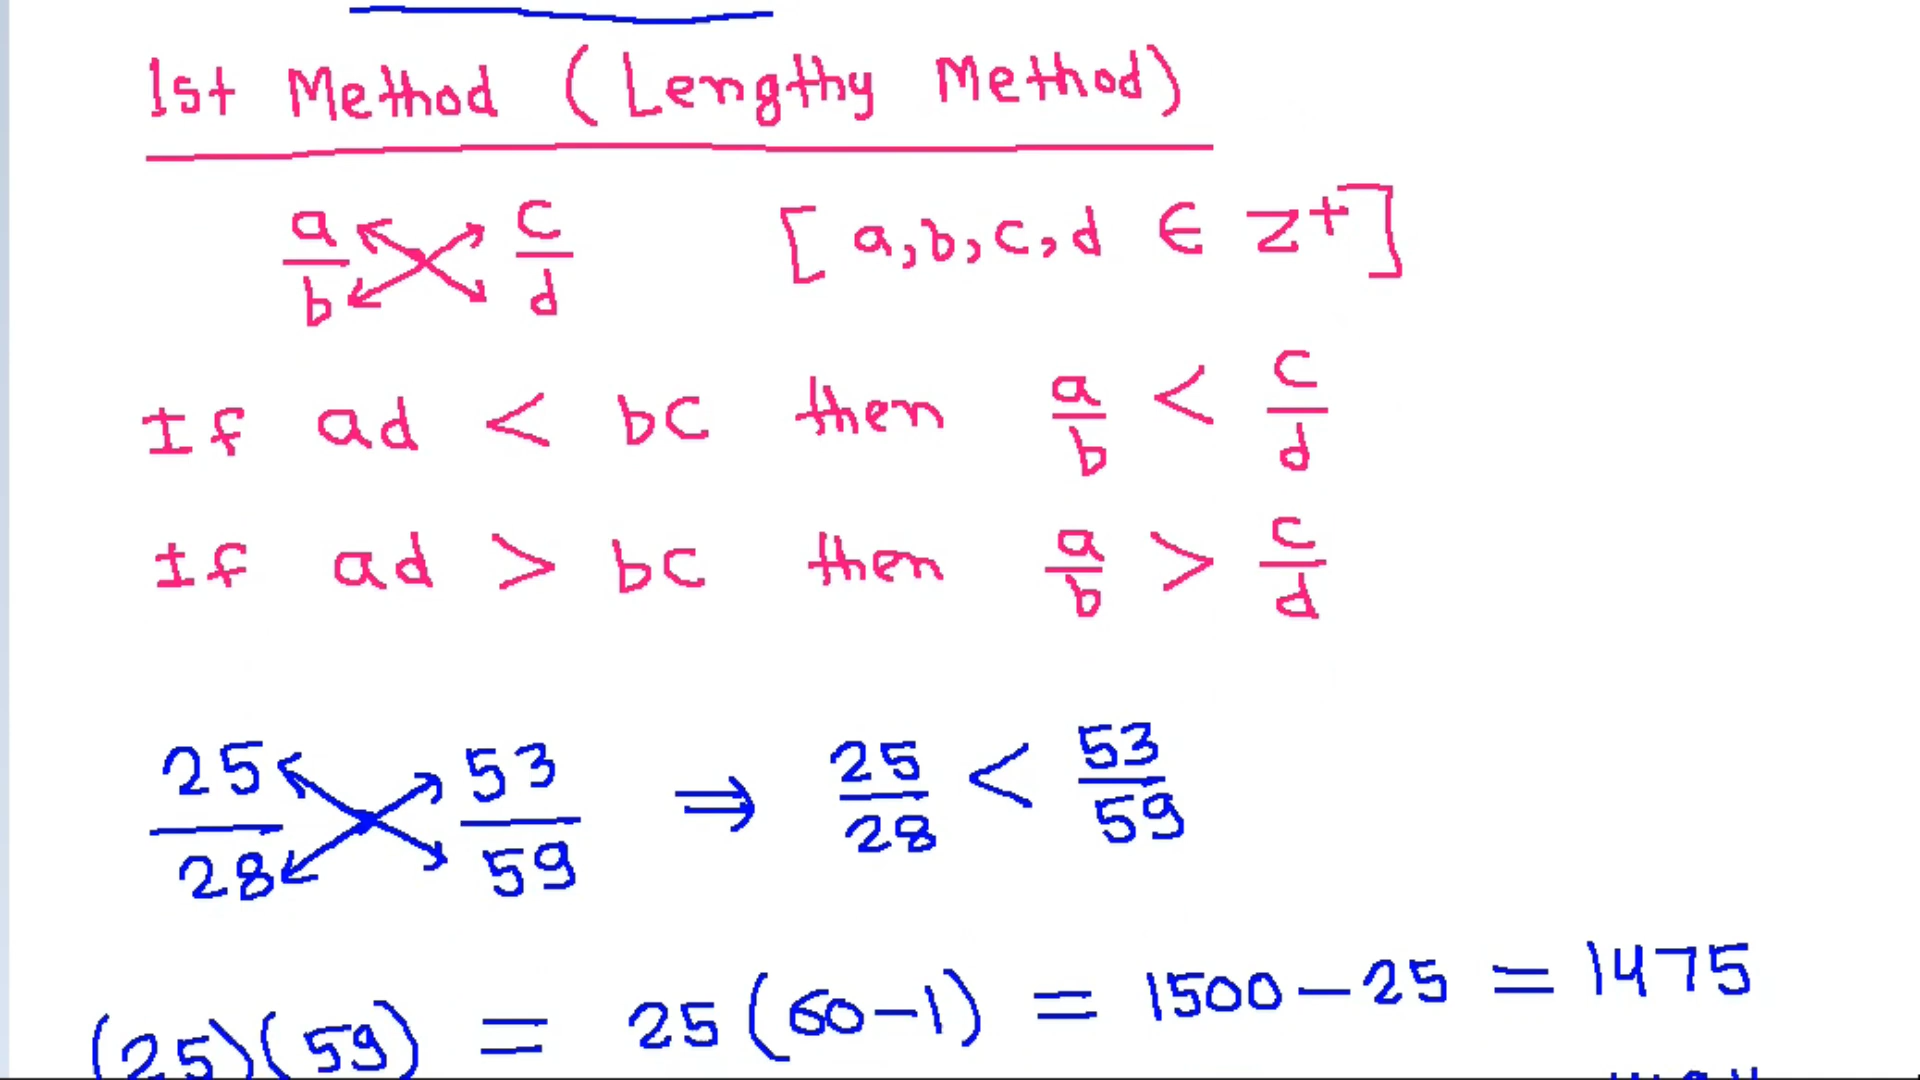 1st Method (Lengthy Method)
a/b c/d [a,b,c,d ∈ Z+]
If ad < bc then a/b < c/d
If ad > bc then a/b > c/d
25/28 53/59 ⇒ 25/28 < 53/59
(25)(59) = 25(60-1) = 1500-25 = 1475